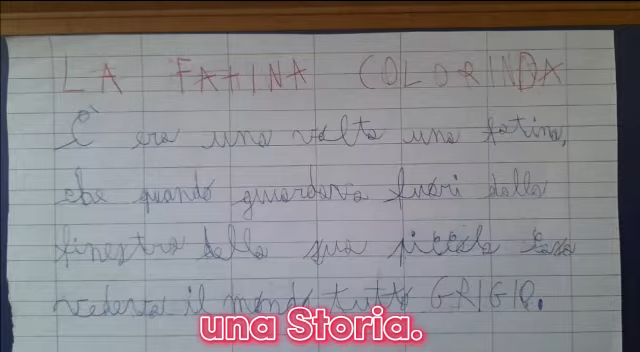 LA FATINA COLORINDA
C'era una volta una fatina,
che quando guardava fuori dalla
finestra della sua piccola casa
vedeva il mondo tutto GRIGIO.
una Storia.